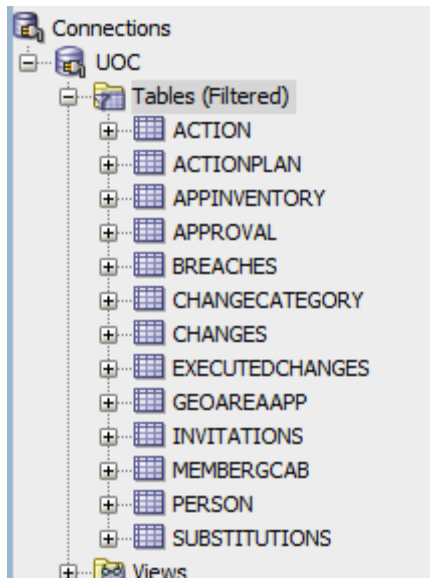 Connections
UOC
Tables (Filtered)
ACTION
ACTIONPLAN
APPINVENTORY
APPROVAL
BREACHES
CHANGECATEGORY
CHANGES
EXECUTEDCHANGES
GEOAREAAPP
INVITATIONS
MEMBERGCAB
PERSON
SUBSTITUTIONS
Views